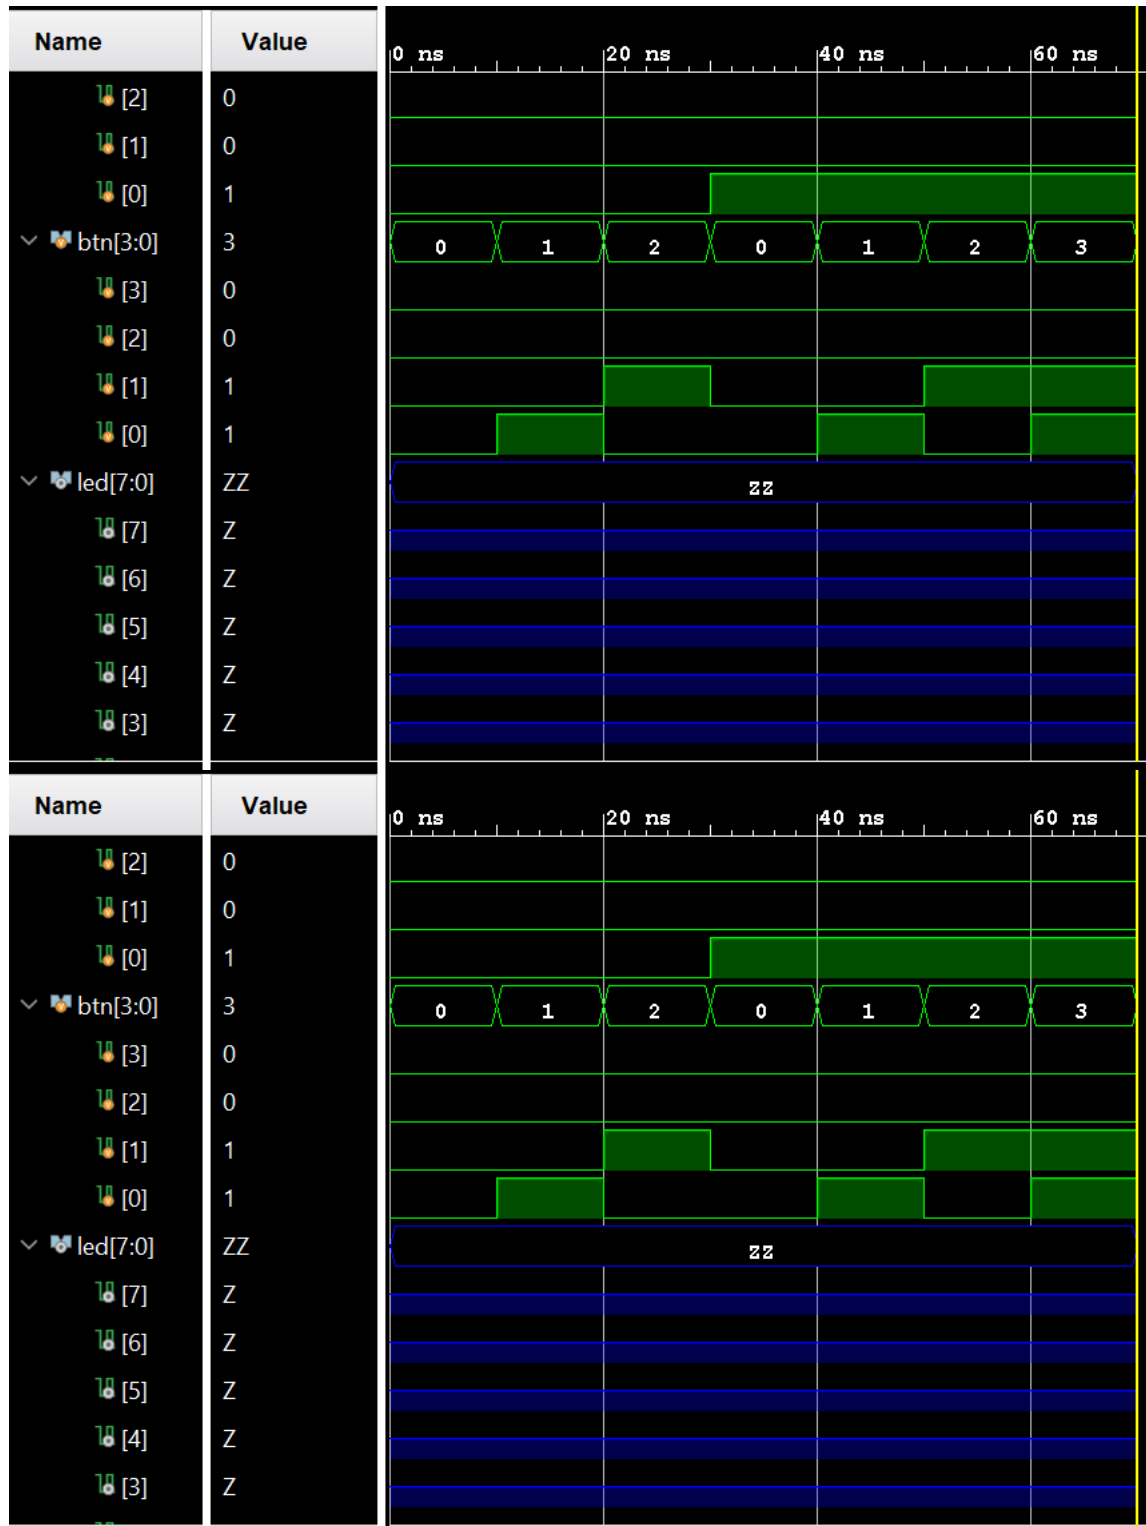 Name Value 0 ns 20 ns 40 ns 60 ns
[2] 0
[1] 0
[0] 1
btn[3:0] 3 0 1 2 0 1 2 3
[3] 0
[2] 0
[1] 1
[0] 1
led[7:0] ZZ ZZ
[7] Z
[6] Z
[5] Z
[4] Z
[3] Z
Name Value 0 ns 20 ns 40 ns 60 ns
[2] 0
[1] 0
[0] 1
btn[3:0] 3 0 1 2 0 1 2 3
[3] 0
[2] 0
[1] 1
[0] 1
led[7:0] ZZ ZZ
[7] Z
[6] Z
[5] Z
[4] Z
[3] Z